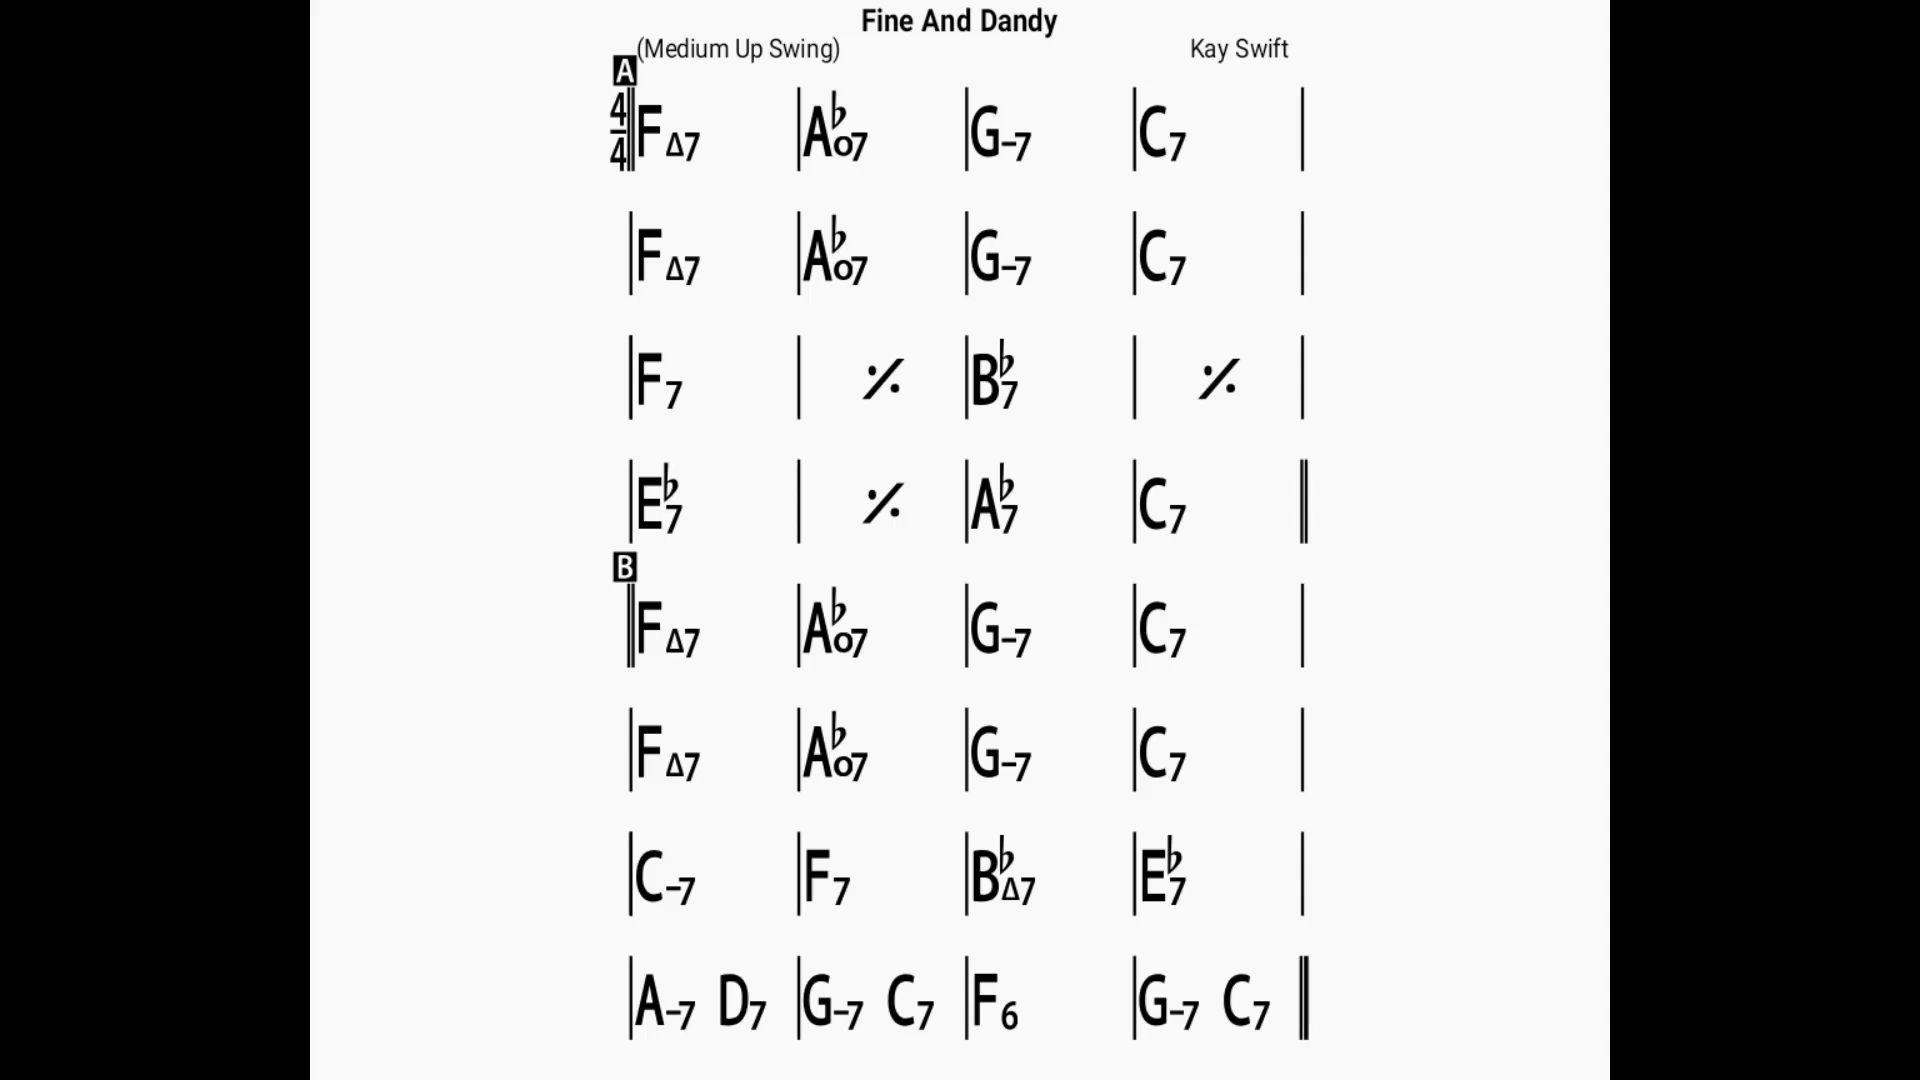 Fine And Dandy
(Medium Up Swing) Kay Swift
A
4/4 FΔ7 | A♭o7 | G–7 | C7 |
FΔ7 | A♭o7 | G–7 | C7 |
F7 | 𝄎 | B♭7 | 𝄎 |
E♭7 | 𝄎 | A♭7 | C7 ||
B
FΔ7 | A♭o7 | G–7 | C7 |
FΔ7 | A♭o7 | G–7 | C7 |
C–7 | F7 | B♭Δ7 | E♭7 |
A–7 D7 | G–7 C7 | F6 | G–7 C7 ||